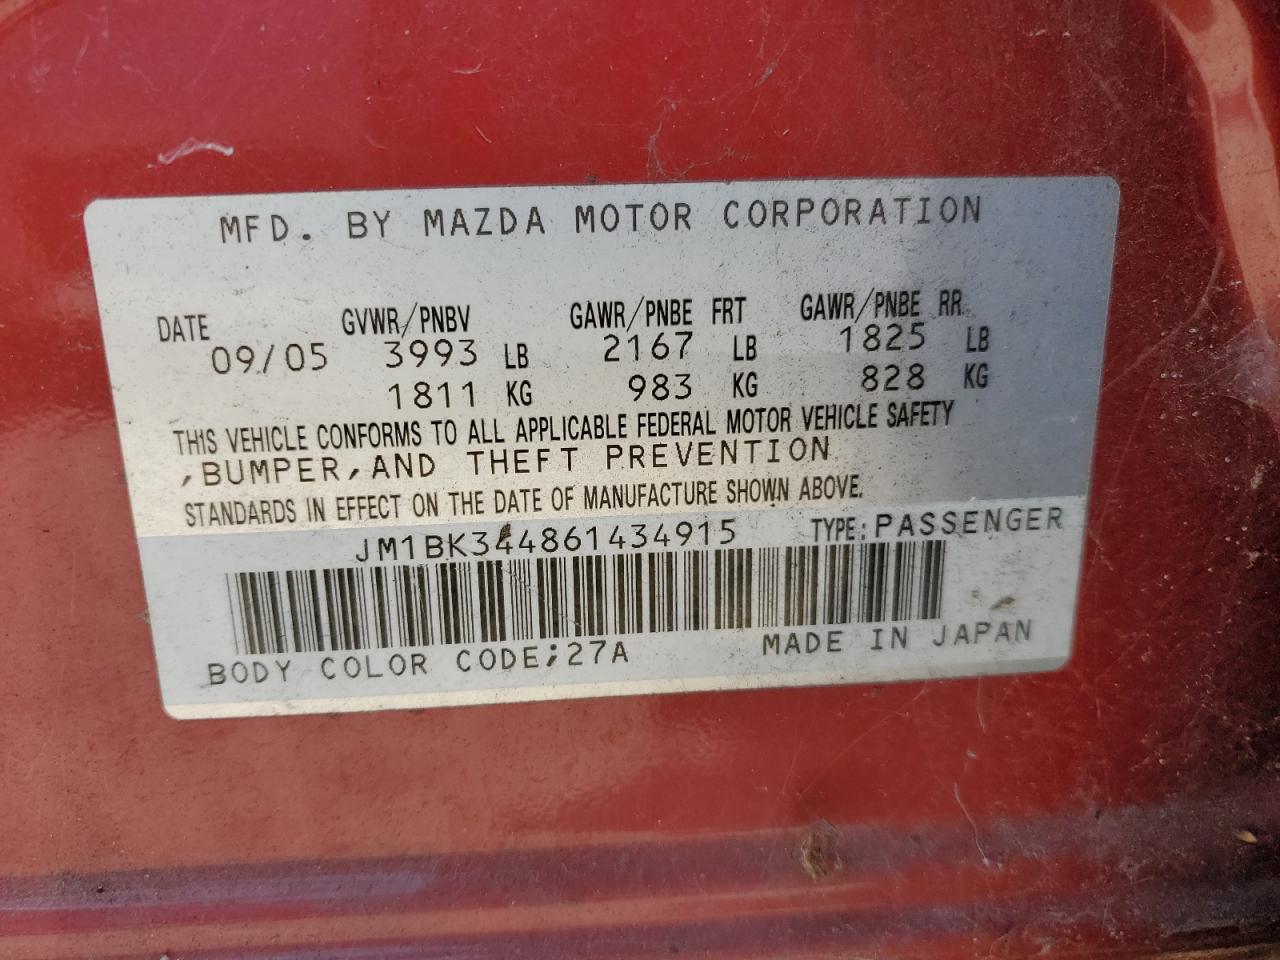 MFD. BY MAZDA MOTOR CORPORATION
DATE GVWR/PNBV GAWR/PNBE FRT GAWR/PNBE RR
09/05 3993 LB 2167 LB 1825 LB
1811 KG 983 KG 828 KG
THIS VEHICLE CONFORMS TO ALL APPLICABLE FEDERAL MOTOR VEHICLE SAFETY
,BUMPER,AND THEFT PREVENTION
STANDARDS IN EFFECT ON THE DATE OF MANUFACTURE SHOWN ABOVE.
JM1BK344861434915 TYPE:PASSENGER
BODY COLOR CODE;27A MADE IN JAPAN